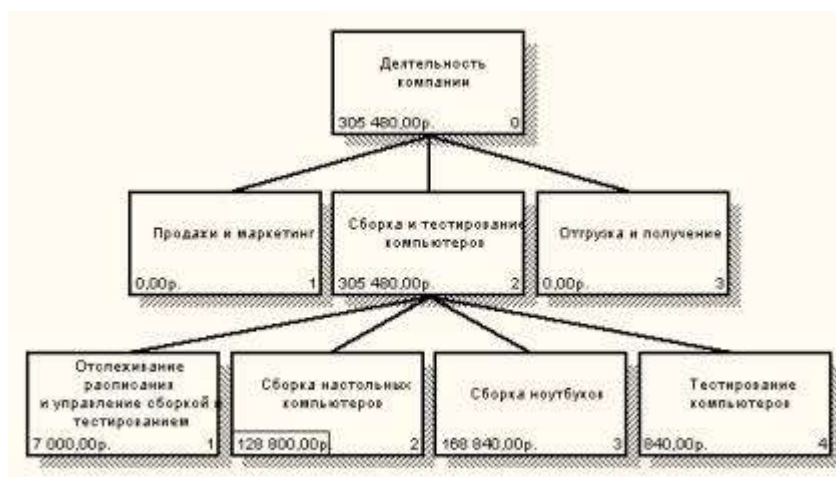 Деятельность
компании
305 480,00р. 0
Продажи и маркетинг
0,00р. 1
Сборка и тестирование
компьютеров
305 480,00р. 2
Отгрузка и получение
0,00р. 3
Отслеживание
расписания
и управление сборкой и
тестированием
7 000,00р. 1
Сборка настольных
компьютеров
128 800,00р. 2
Сборка ноутбуков
168 840,00р. 3
Тестирование
компьютеров
840,00р. 4